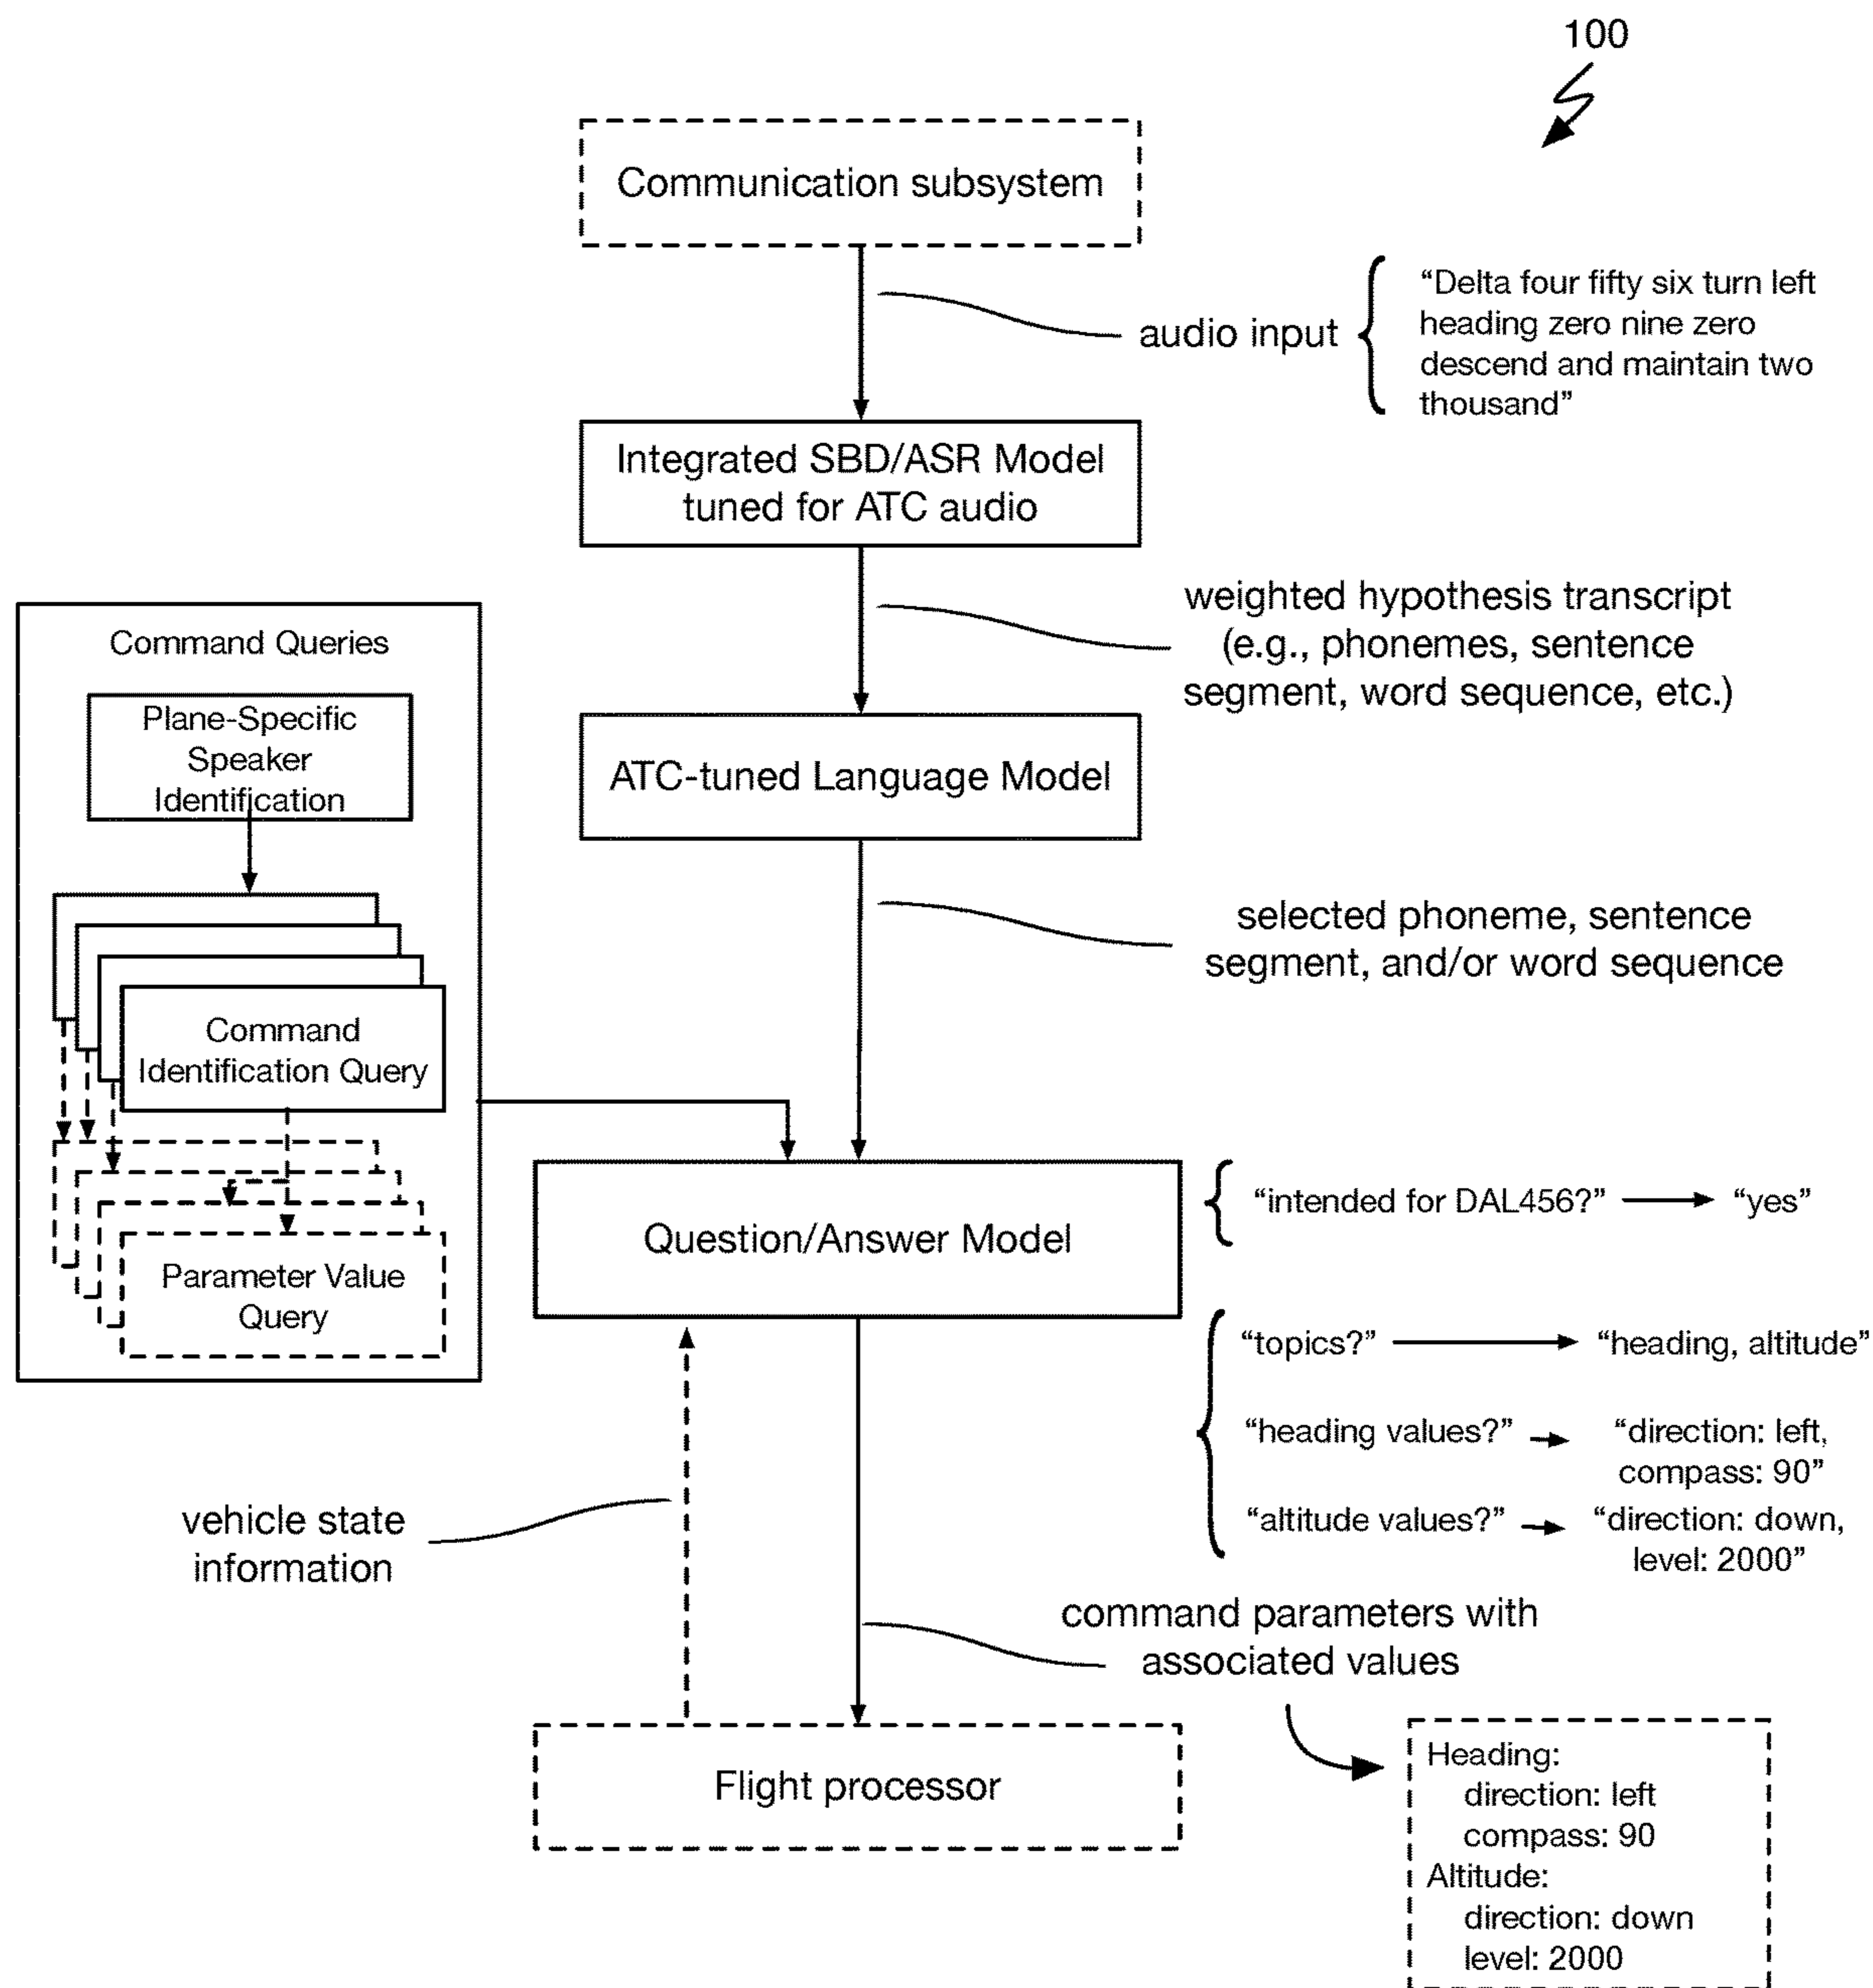 100
Communication subsystem
audio input
“Delta four fifty six turn left
heading zero nine zero
descend and maintain two
thousand”
Integrated SBD/ASR Model
tuned for ATC audio
weighted hypothesis transcript
(e.g., phonemes, sentence
segment, word sequence, etc.)
Command Queries
Plane-Specific
Speaker
Identification
ATC-tuned Language Model
selected phoneme, sentence
segment, and/or word sequence
Command
Identification Query
Parameter Value
Query
Question/Answer Model
“intended for DAL456?” “yes”
“topics?” “heading, altitude”
“heading values?” “direction: left,
compass: 90”
“altitude values?” “direction: down,
level: 2000”
vehicle state
information
command parameters with
associated values
Flight processor
Heading:
direction: left
compass: 90
Altitude:
direction: down
level: 2000